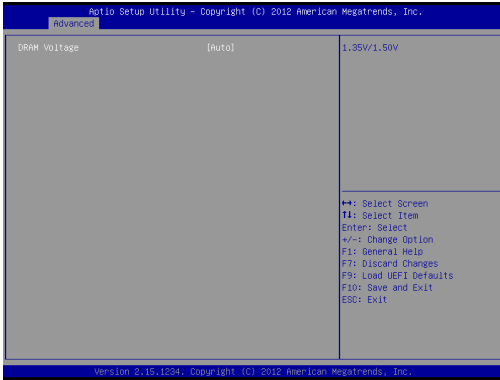 Aptio Setup Utility – Copyright (C) 2012 American Megatrends, Inc.
Advanced
DRAM Voltage [Auto]
1.35V/1.50V
↔: Select Screen
↑↓: Select Item
Enter: Select
+/-: Change Option
F1: General Help
F7: Discard Changes
F9: Load UEFI Defaults
F10: Save and Exit
ESC: Exit
Version 2.15.1234. Copyright (C) 2012 American Megatrends, Inc.